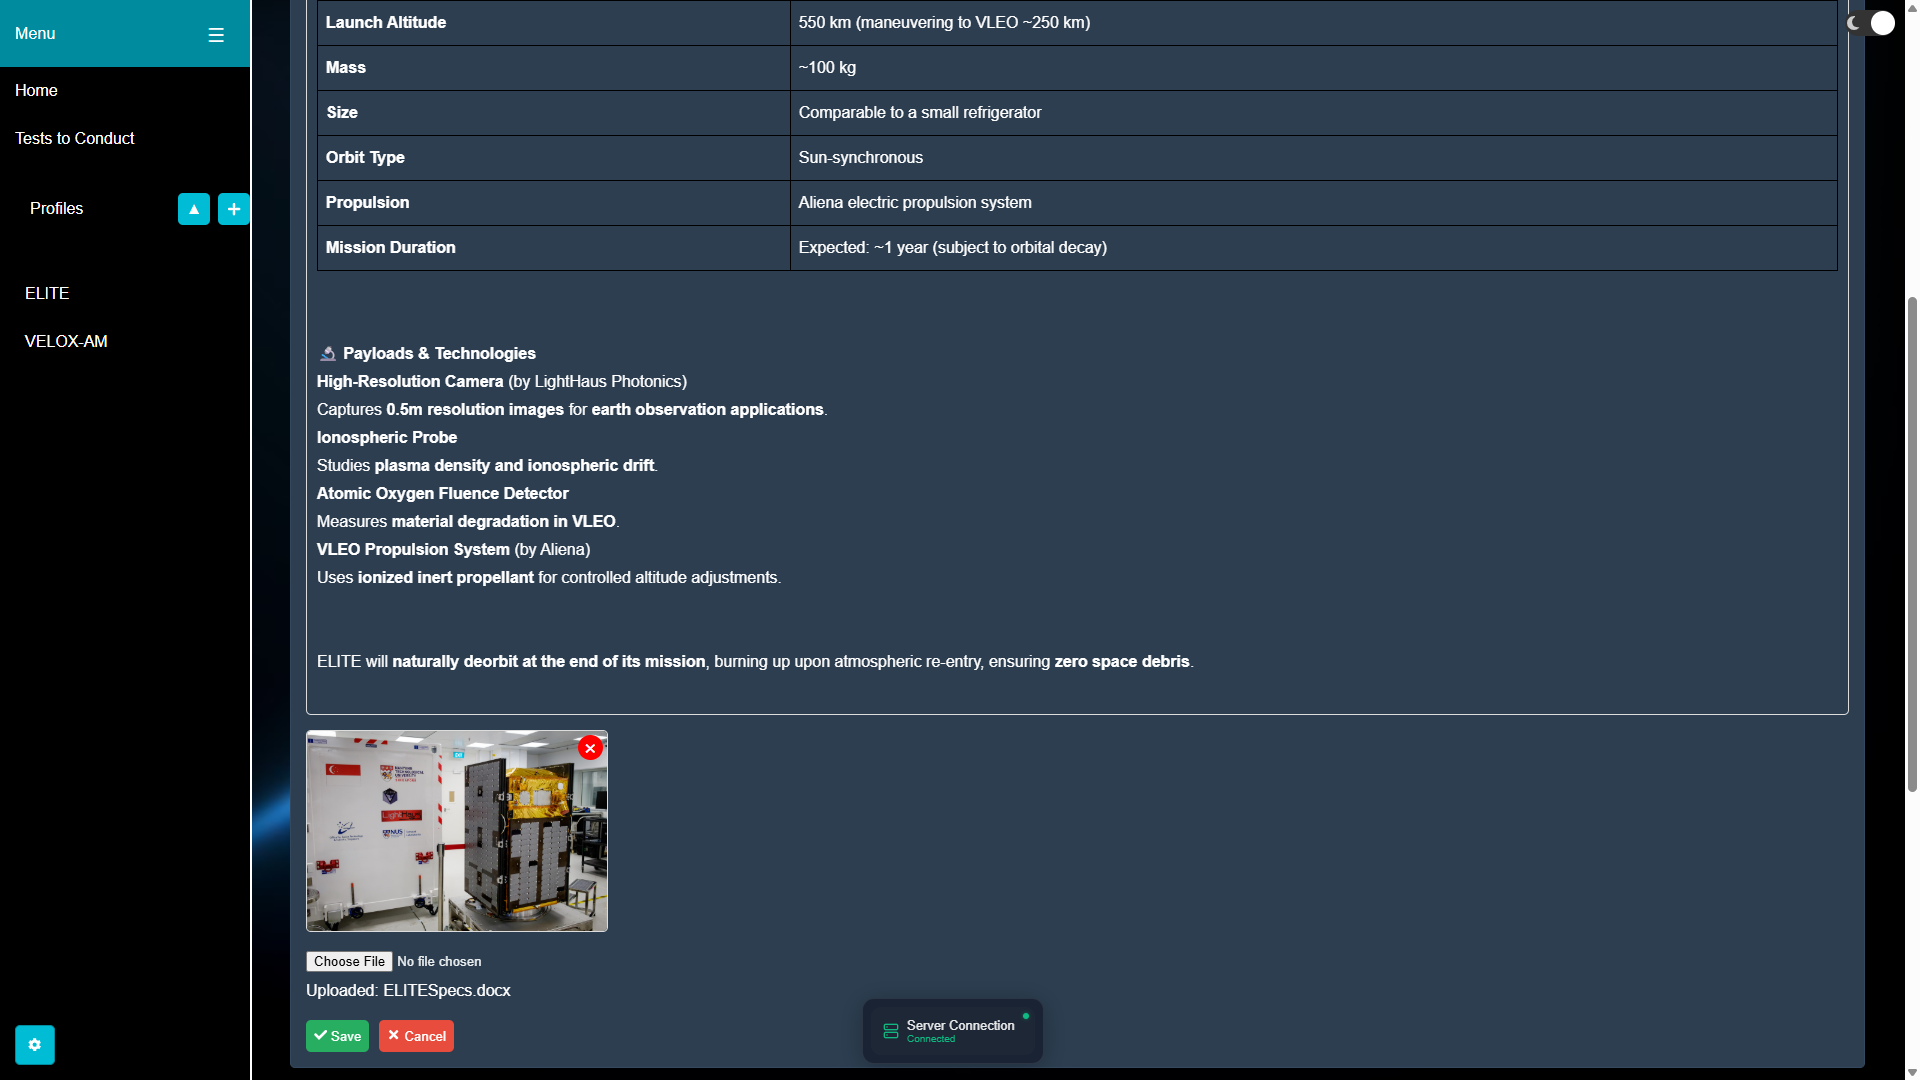 Menu
Home
Tests to Conduct
Profiles
ELITE
VELOX-AM
Launch Altitude 550 km (maneuvering to VLEO ~250 km)
Mass ~100 kg
Size Comparable to a small refrigerator
Orbit Type Sun-synchronous
Propulsion Aliena electric propulsion system
Mission Duration Expected: ~1 year (subject to orbital decay)
Payloads & Technologies
High-Resolution Camera (by LightHaus Photonics)
Captures 0.5m resolution images for earth observation applications.
Ionospheric Probe
Studies plasma density and ionospheric drift.
Atomic Oxygen Fluence Detector
Measures material degradation in VLEO.
VLEO Propulsion System (by Aliena)
Uses ionized inert propellant for controlled altitude adjustments.
ELITE will naturally deorbit at the end of its mission, burning up upon atmospheric re-entry, ensuring zero space debris.
NANYANG
TECHNOLOGICAL
UNIVERSITY
NUS
Choose File No file chosen
Uploaded: ELITESpecs.docx
Save Cancel
Server Connection
Connected